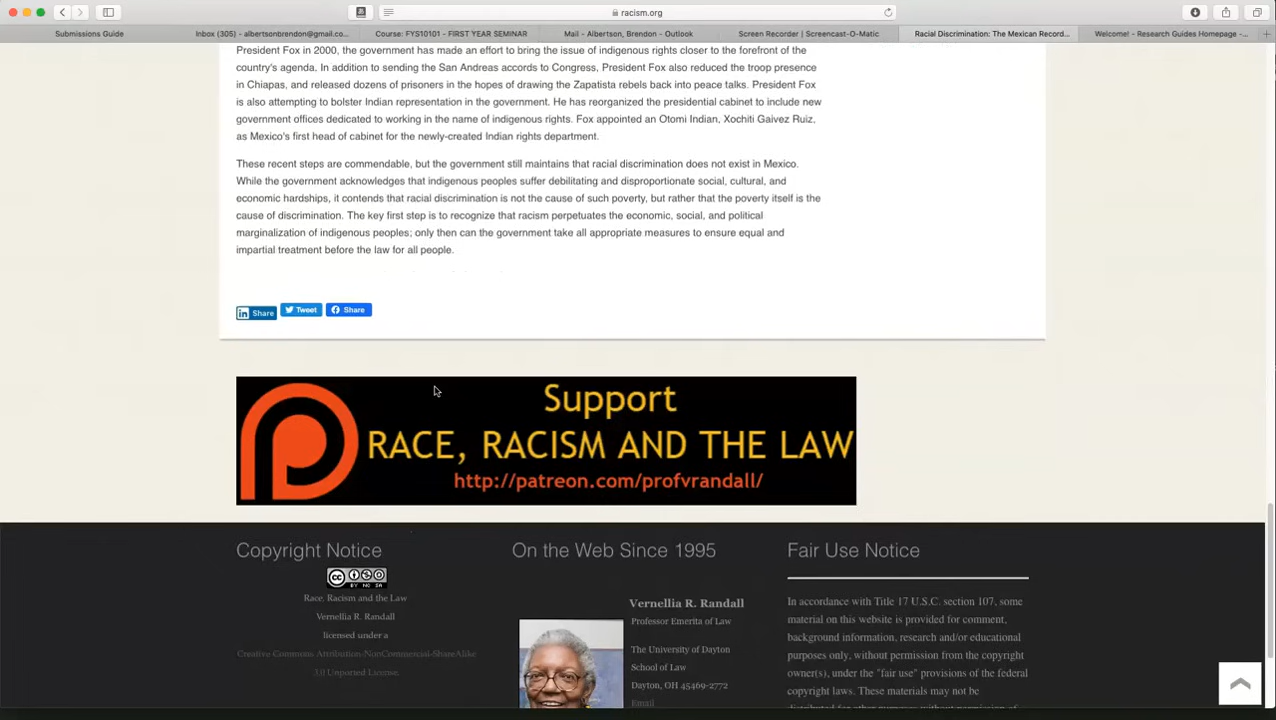 racism.org
Submissions Guide
Inbox (305) - albertsonbrendon@gmail.co...
Course: FYS10101 - FIRST YEAR SEMINAR
Mail - Albertson, Brendon - Outlook
Screen Recorder | Screencast-O-Matic
Racial Discrimination: The Mexican Record...
Welcome! - Research Guides Homepage -...
President Fox in 2000, the government has made an effort to bring the issue of indigenous rights closer to the forefront of the
country's agenda. In addition to sending the San Andreas accords to Congress, President Fox also reduced the troop presence
in Chiapas, and released dozens of prisoners in the hopes of drawing the Zapatista rebels back into peace talks. President Fox
is also attempting to bolster Indian representation in the government. He has reorganized the presidential cabinet to include new
government offices dedicated to working in the name of indigenous rights. Fox appointed an Otomi Indian, Xochiti Gaivez Ruiz,
as Mexico's first head of cabinet for the newly-created Indian rights department.
These recent steps are commendable, but the government still maintains that racial discrimination does not exist in Mexico.
While the government acknowledges that indigenous peoples suffer debilitating and disproportionate social, cultural, and
economic hardships, it contends that racial discrimination is not the cause of such poverty, but rather that the poverty itself is the
cause of discrimination. The key first step is to recognize that racism perpetuates the economic, social, and political
marginalization of indigenous peoples; only then can the government take all appropriate measures to ensure equal and
impartial treatment before the law for all people.
in Share
Tweet
Share
Support
RACE, RACISM AND THE LAW
http://patreon.com/profvrandall/
Copyright Notice
cc
BY NC SA
Race. Racism and the Law
Vernellia R. Randall
licensed under a
Creative Commons Attribution-NonCommercial-ShareAlike
3.0 Unported License.
On the Web Since 1995
Vernellia R. Randall
Professor Emerita of Law
The University of Dayton
School of Law
Dayton, OH 45469-2772
Email
Fair Use Notice
In accordance with Title 17 U.S.C. section 107, some
material on this website is provided for comment,
background information, research and/or educational
purposes only, without permission from the copyright
owner(s), under the "fair use" provisions of the federal
copyright laws. These materials may not be